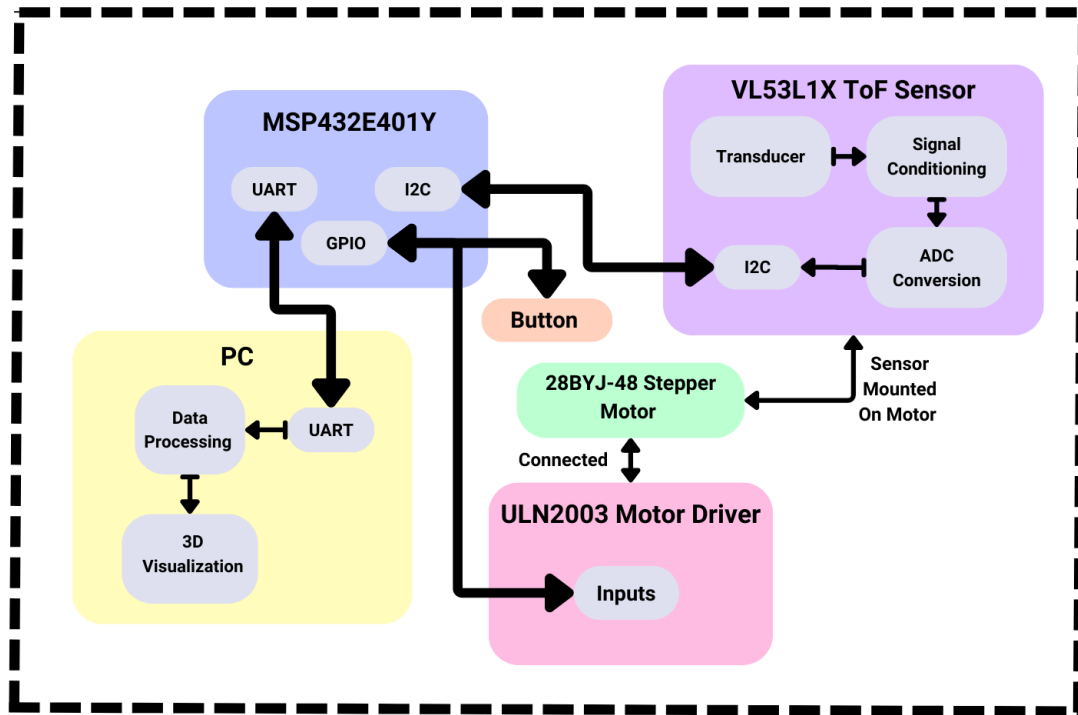 MSP432E401Y
UART
I2C
GPIO
VL53L1X ToF Sensor
Transducer
Signal
Conditioning
I2C
ADC
Conversion
Button
PC
Data
Processing
UART
3D
Visualization
28BYJ-48 Stepper
Motor
Sensor
Mounted
On Motor
Connected
ULN2003 Motor Driver
Inputs